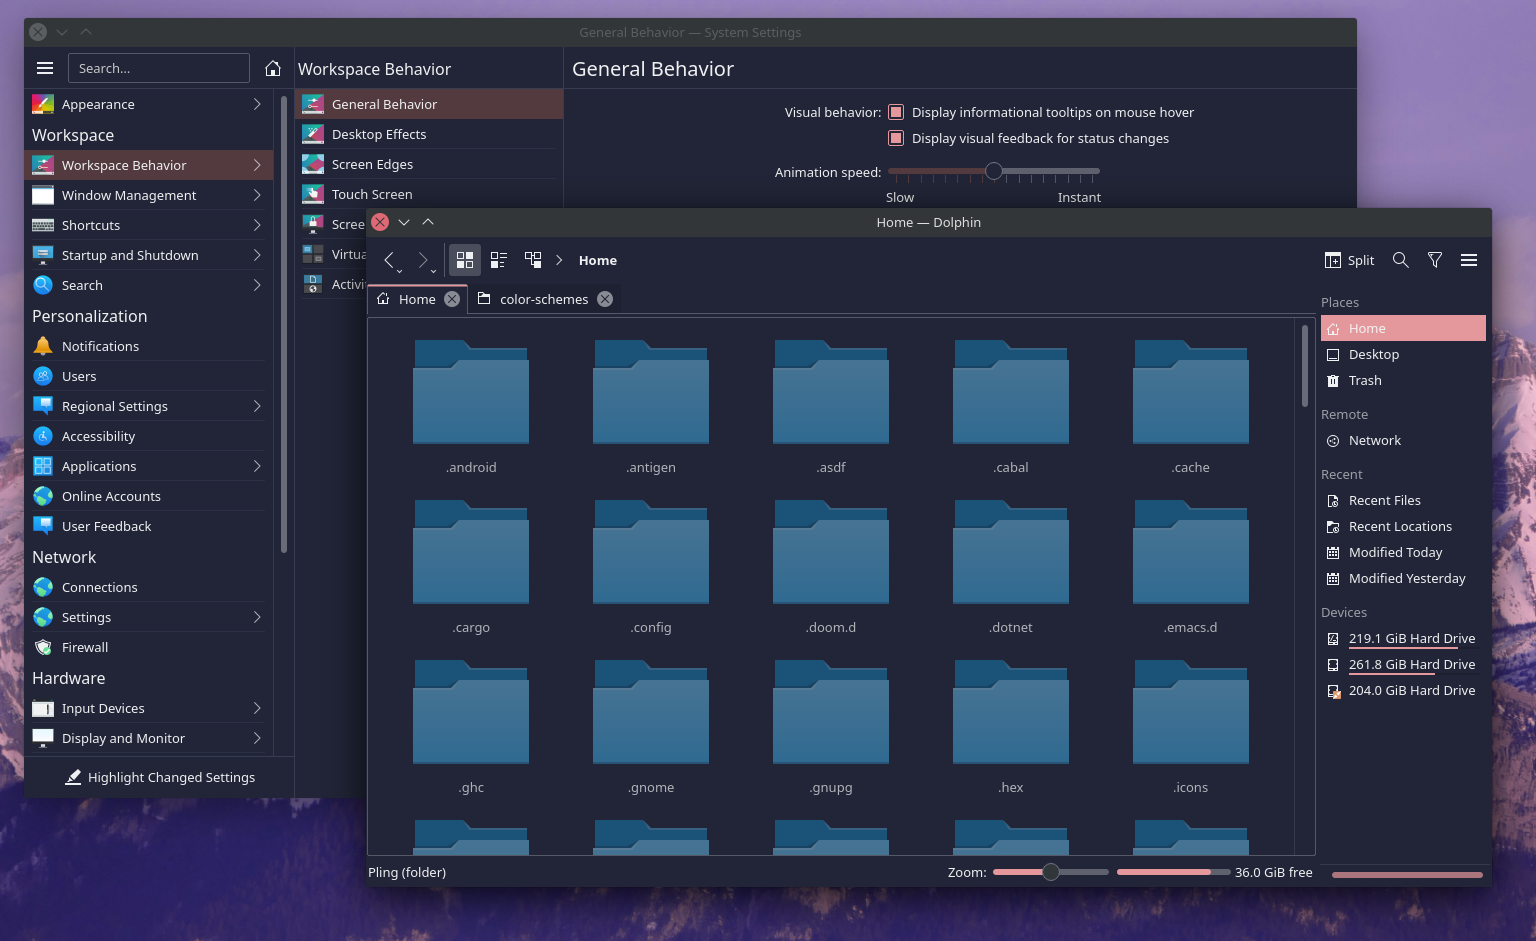 General Behavior — System Settings
Search...
Workspace Behavior
General Behavior
Appearance
Workspace
Workspace Behavior
Window Management
Shortcuts
Startup and Shutdown
Search
Personalization
Notifications
Users
Regional Settings
Accessibility
Applications
Online Accounts
User Feedback
Network
Connections
Settings
Firewall
Hardware
Input Devices
Display and Monitor
Highlight Changed Settings
General Behavior
Desktop Effects
Screen Edges
Touch Screen
Scree
Virtua
Activi
Visual behavior:
Display informational tooltips on mouse hover
Display visual feedback for status changes
Animation speed:
Slow
Instant
Home — Dolphin
Home
Split
Home
color-schemes
.android
.antigen
.asdf
.cabal
.cache
.cargo
.config
.doom.d
.dotnet
.emacs.d
.ghc
.gnome
.gnupg
.hex
.icons
Places
Home
Desktop
Trash
Remote
Network
Recent
Recent Files
Recent Locations
Modified Today
Modified Yesterday
Devices
219.1 GiB Hard Drive
261.8 GiB Hard Drive
204.0 GiB Hard Drive
Pling (folder)
Zoom:
36.0 GiB free